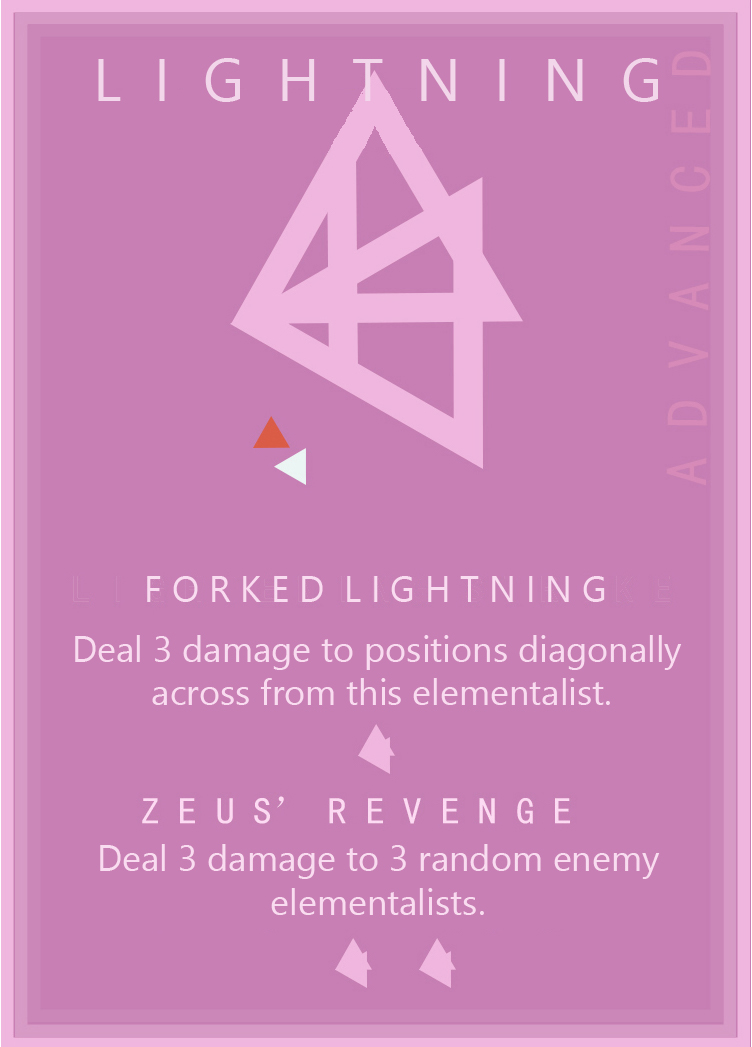 LIGHTNING
ADVANCED
FORKED LIGHTNING
Deal 3 damage to positions diagonally
across from this elementalist.
ZEUS’ REVENGE
Deal 3 damage to 3 random enemy
elementalists.